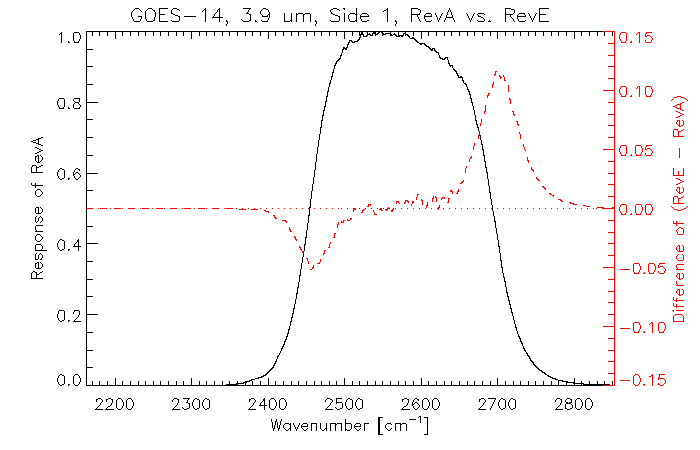 GOES-14, 3.9 um, Side 1, RevA vs. RevE
1.0
0.8
0.6
0.4
0.2
0.0
Response of RevA
0.15
0.10
0.05
0.00
-0.05
-0.10
-0.15
Difference of (RevE - RevA)
2200 2300 2400 2500 2600 2700 2800
Wavenumber [cm⁻¹]